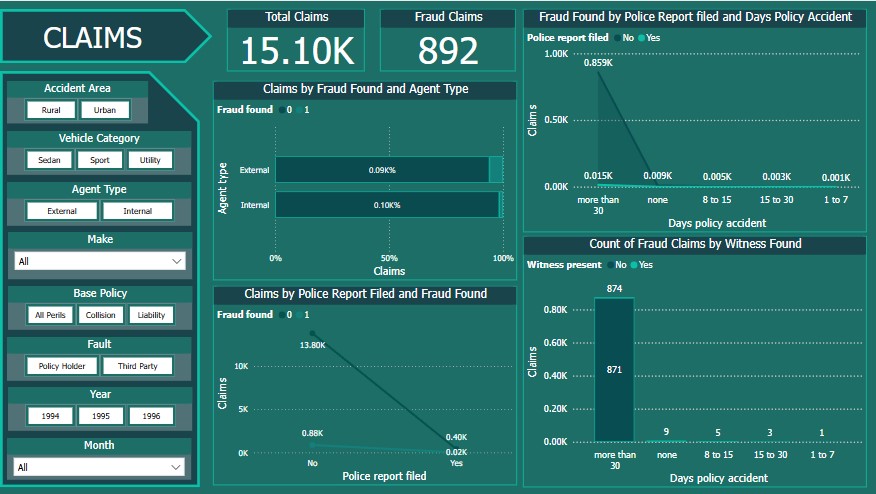 CLAIMS
Accident Area
Rural Urban
Vehicle Category
Sedan Sport Utility
Agent Type
External Internal
Make
All
Base Policy
All Perils Collision Liability
Fault
Policy Holder Third Party
Year
1994 1995 1996
Month
All
Total Claims
15.10K
Fraud Claims
892
Claims by Fraud Found and Agent Type
Fraud found 0 1
Agent type
External
0.09K%
Internal
0.10K%
0% 50% 100%
Claims
Claims by Police Report Filed and Fraud Found
Fraud found 0 1
Claims
10K
5K
0K
13.80K
0.88K
0.40K
0.02K
No Yes
Police report filed
Fraud Found by Police Report filed and Days Policy Accident
Police report filed No Yes
Claims
1.00K
0.50K
0.00K
0.859K
0.015K 0.009K 0.005K 0.003K 0.001K
more than 30 none 8 to 15 15 to 30 1 to 7
Days policy accident
Count of Fraud Claims by Witness Found
Witness present No Yes
Claims
0.80K
0.60K
0.40K
0.20K
0.00K
874
871
9 5 3 1
more than 30 none 8 to 15 15 to 30 1 to 7
Days policy accident